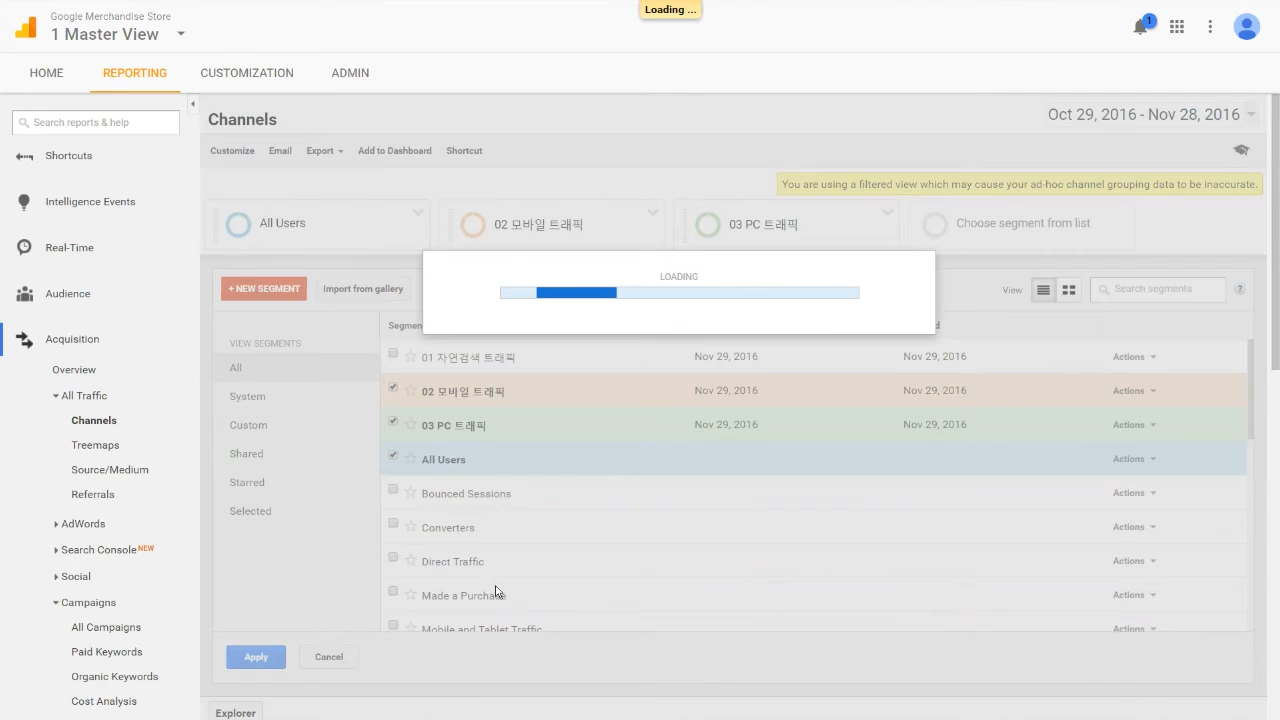 Google Merchandise Store
1 Master View
Loading ...
1
HOME
REPORTING
CUSTOMIZATION
ADMIN
Search reports & help
Shortcuts
Intelligence Events
Real-Time
Audience
Acquisition
Overview
All Traffic
Channels
Treemaps
Source/Medium
Referrals
AdWords
Search Console NEW
Social
Campaigns
All Campaigns
Paid Keywords
Organic Keywords
Cost Analysis
Channels
Oct 29, 2016 - Nov 28, 2016
Customize Email Export Add to Dashboard Shortcut
You are using a filtered view which may cause your ad-hoc channel grouping data to be inaccurate.
All Users
02 모바일 트래픽
03 PC 트래픽
Choose segment from list
LOADING
+ NEW SEGMENT
Import from gallery
View
Search segments
?
VIEW SEGMENTS
All
System
Custom
Shared
Starred
Selected
01 자연검색 트래픽 Nov 29, 2016 Nov 29, 2016 Actions
02 모바일 트래픽 Nov 29, 2016 Nov 29, 2016 Actions
03 PC 트래픽 Nov 29, 2016 Nov 29, 2016 Actions
All Users Actions
Bounced Sessions Actions
Converters Actions
Direct Traffic Actions
Made a Purchase Actions
Mobile and Tablet Traffic Actions
Apply
Cancel
Explorer